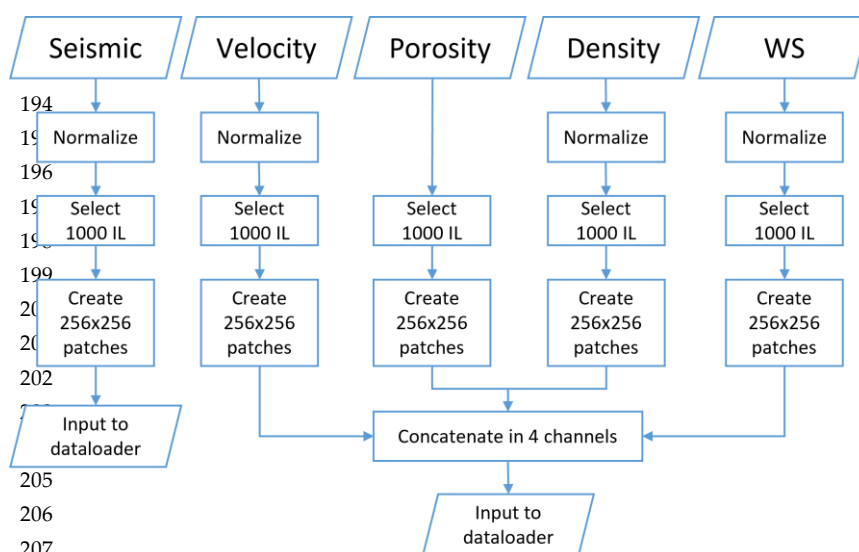 Seismic
Velocity
Porosity
Density
WS
194
Normalize
Normalize
Normalize
Normalize
196
Select
1000 IL
Select
1000 IL
Select
1000 IL
Select
1000 IL
Select
1000 IL
199
Create
256x256
patches
Create
256x256
patches
Create
256x256
patches
Create
256x256
patches
Create
256x256
patches
202
Input to
dataloader
Concatenate in 4 channels
205
Input to
dataloader
206
207